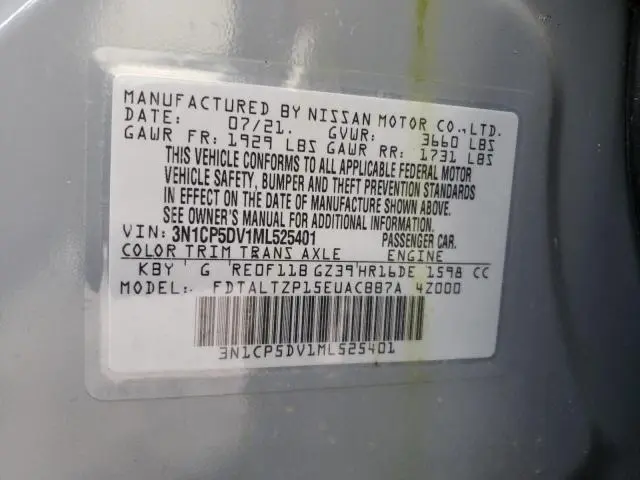 MANUFACTURED BY NISSAN MOTOR CO.,LTD.
DATE: 07/21. GVWR: 3660 LBS
GAWR FR: 1929 LBS GAWR RR: 1731 LBS
THIS VEHICLE CONFORMS TO ALL APPLICABLE FEDERAL MOTOR
VEHICLE SAFETY, BUMPER AND THEFT PREVENTION STANDARDS
IN EFFECT ON THE DATE OF MANUFACTURE SHOWN ABOVE.
SEE OWNER'S MANUAL FOR ADDITIONAL INFORMATION.
VIN: 3N1CP5DV1ML525401 PASSENGER CAR.
COLOR TRIM TRANS AXLE ENGINE
KBY G RE0F11B GZ39 HR16DE 1598 CC
MODEL: FDTALTZP15EUAC887A 4Z000
3N1CP5DV1ML525401